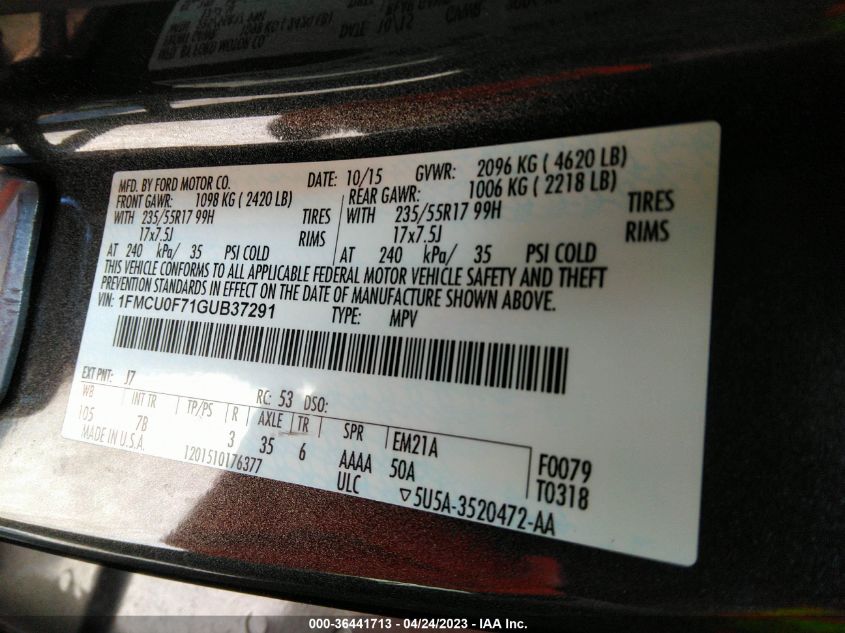 MFD. BY FORD MOTOR CO. DATE: 10/15 GVWR: 2096 KG ( 4620 LB)
FRONT GAWR: 1098 KG ( 2420 LB) REAR GAWR: 1006 KG ( 2218 LB)
WITH 235/55R17 99H TIRES WITH 235/55R17 99H TIRES
17x7.5J RIMS 17x7.5J RIMS
AT 240 kPa/ 35 PSI COLD AT 240 kPa/ 35 PSI COLD
THIS VEHICLE CONFORMS TO ALL APPLICABLE FEDERAL MOTOR VEHICLE SAFETY AND THEFT
PREVENTION STANDARDS IN EFFECT ON THE DATE OF MANUFACTURE SHOWN ABOVE.
VIN: 1FMCU0F71GUB37291 TYPE: MPV
EXT PNT: J7 RC: 53 DSO:
WB INT TR TP/PS R AXLE TR SPR EM21A
105 7B 3 35 6 AAAA 50A F0079
MADE IN U.S.A. 1201510176377 ULC ▽5U5A-3520472-AA T0318
000-36441713 - 04/24/2023 - IAA Inc.